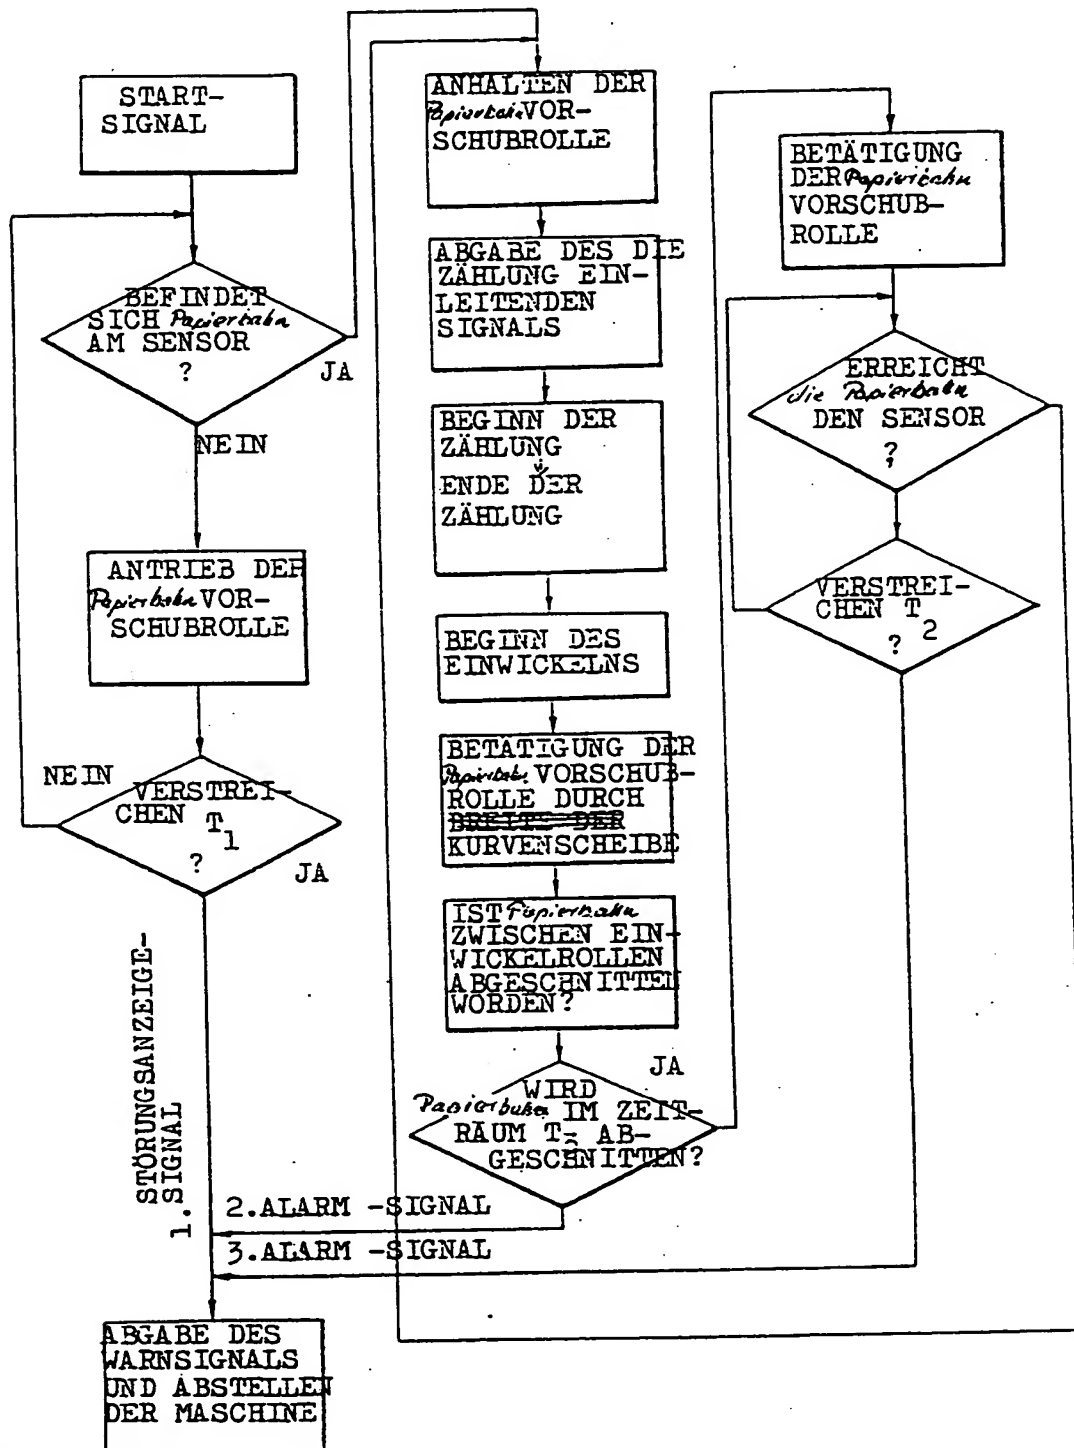 START-
SIGNAL
BEFINDET
SICH Papierbahn
AM SENSOR
?
JA
NEIN
ANTRIEB DER
Papierbahn VOR-
SCHUBROLLE
NEIN
VERSTREI-
CHEN T1
?
JA
STÖRUNGSANZEIGE-
1. SIGNAL
ANHALTEN DER
Papierbahn VOR-
SCHUBROLLE
ABGABE DES DIE
ZÄHLUNG EIN-
LEITENDEN
SIGNALS
BEGINN DER
ZÄHLUNG
ENDE DER
ZÄHLUNG
BEGINN DES
EINWICKELNS
BETÄTIGUNG DER
Papierbahn VORSCHUB-
ROLLE DURCH
BREITE DER
KURVENSCHEIBE
IST Papierbahn
ZWISCHEN EIN-
WICKELROLLEN
ABGESCHNITTEN
WORDEN?
JA
WIRD
Papierbahn IM ZEIT-
RAUM T AB-
GESCHNITTEN?
2.ALARM -SIGNAL
3.ALARM -SIGNAL
BETÄTIGUNG
DER Papierbahn
VORSCHUB-
ROLLE
ERREICHT
die Papierbahn
DEN SENSOR
?
VERSTREI-
CHEN T2
?
ABGABE DES
WARNSIGNALS
UND ABSTELLEN
DER MASCHINE